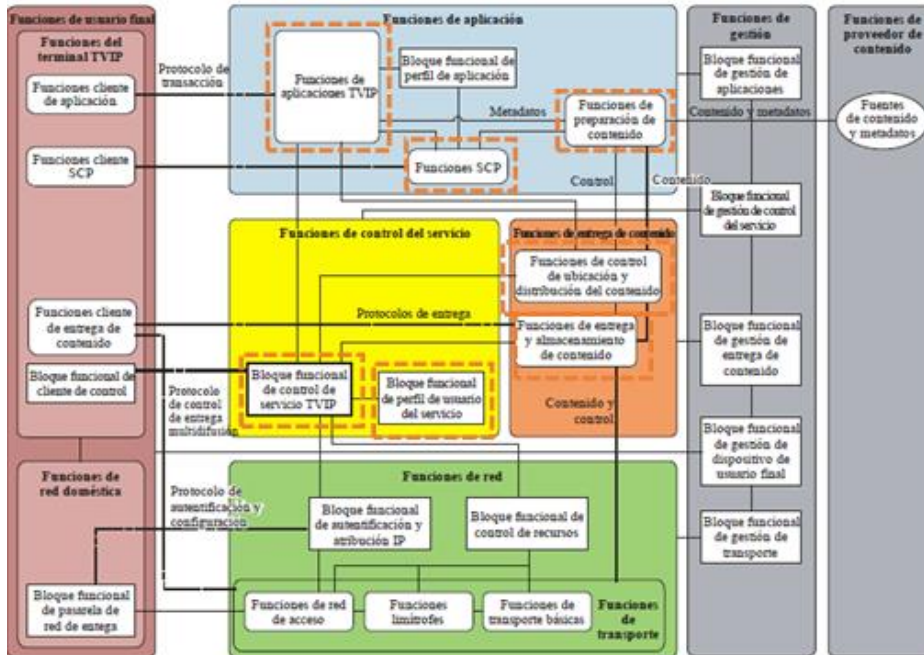 Funciones de usuario final
Funciones del
terminal TVIP
Funciones cliente
de aplicación
Funciones cliente
SCP
Funciones cliente
de entrega de
contenido
Bloque funcional de
cliente de control
Funciones de
red doméstica
Bloque funcional
de pasarela de
red de entega
Protocolo de
transacción
Protocolo
de control
de entrega
multidifusión
Protocolo de
autentificación y
configuración
Funciones de aplicación
Funciones de
aplicaciones TVIP
Bloque funcional de
perfil de aplicación
Metadatos
Funciones de
preparación de
contenido
Funciones SCP
Control
Contenido
Funciones de control del servicio
Protocolos de entrega
Bloque funcional
de control de
servicio TVIP
Bloque funcional
de perfil de usuario
del servicio
Funciones de entrega de contenido
Funciones de control
de ubicación y
distribución del contenido
Funciones de entrega
y almacenamiento
de contenido
Contenido y
control
Funciones de red
Bloque funcional
de autentificación y
atribución IP
Bloque funcional de
control de recursos
Funciones de red
de acceso
Funciones
limítrofes
Funciones de
transporte básicas
Funciones
de
transporte
Funciones de
gestión
Bloque funcional
de gestión de
aplicaciones
Contenido y metadatos
Bloque funcional
de gestión de control
del servicio
Bloque funcional
de gestión de
entrega de
contenido
Bloque funcional
de gestión de
dispositivo de
usuario final
Bloque funcional
de gestión de
transporte
Funciones de
proveedor de
contenido
Fuentes
de contenido
y metadatos